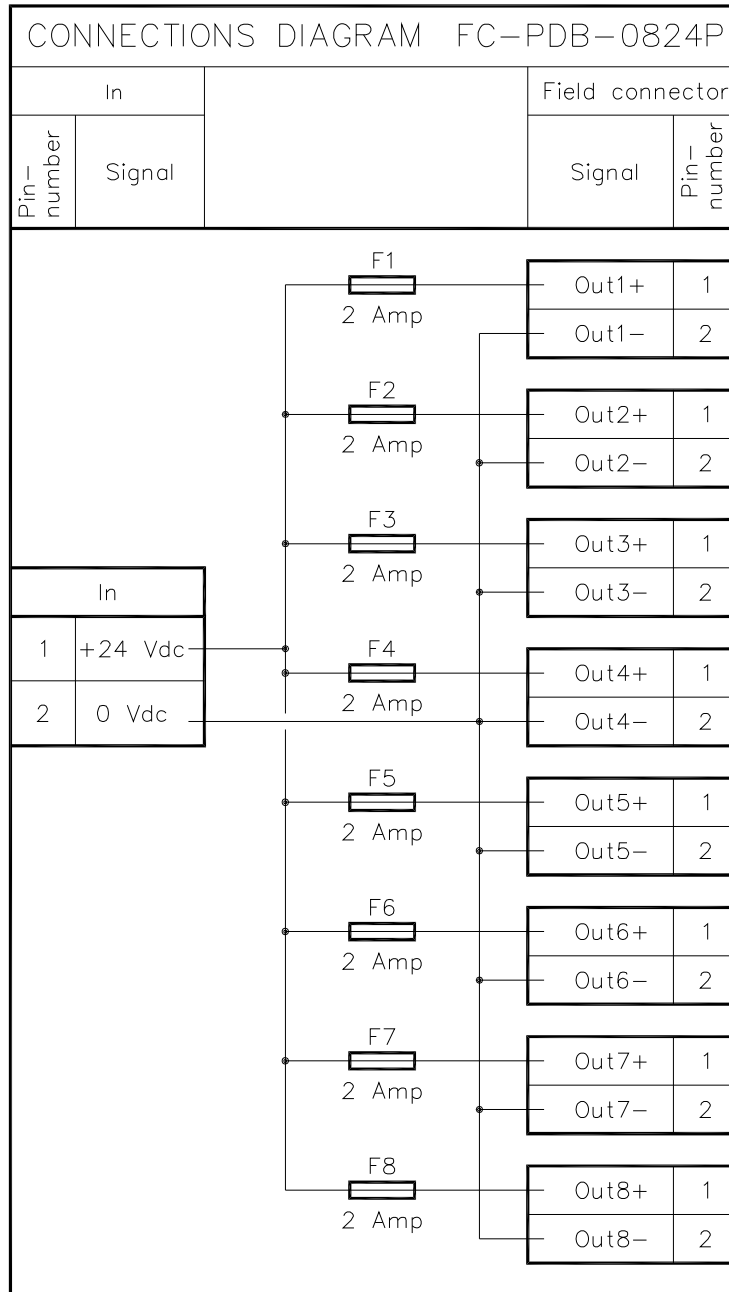 CONNECTIONS DIAGRAM FC-PDB-0824P
In
Field connector
Pin-
number
Signal
Signal
Pin-
number
F1
2 Amp
Out1+ 1
Out1- 2
F2
2 Amp
Out2+ 1
Out2- 2
F3
2 Amp
Out3+ 1
Out3- 2
In
1 +24 Vdc
2 0 Vdc
F4
2 Amp
Out4+ 1
Out4- 2
F5
2 Amp
Out5+ 1
Out5- 2
F6
2 Amp
Out6+ 1
Out6- 2
F7
2 Amp
Out7+ 1
Out7- 2
F8
2 Amp
Out8+ 1
Out8- 2